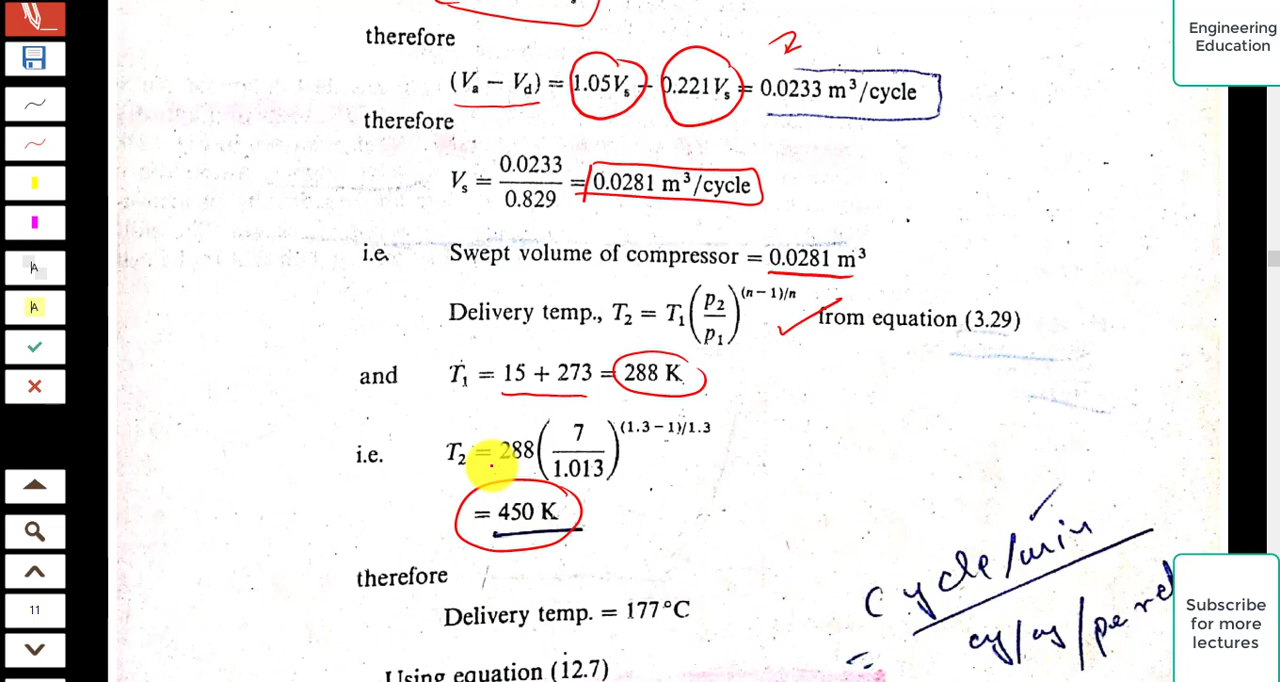 Engineering
Education
therefore
(Vₐ − V_d) = 1.05Vₛ − 0.221Vₛ = 0.0233 m³/cycle
therefore
Vₛ = 0.0233/0.829 = 0.0281 m³/cycle
i.e. Swept volume of compressor = 0.0281 m³
Delivery temp., T₂ = T₁(p₂/p₁)^(n−1)/n from equation (3.29)
and T₁ = 15 + 273 = 288 K
i.e. T₂ = 288(7/1.013)^(1.3−1)/1.3
= 450 K
Cycle/min
therefore
Delivery temp. = 177 °C
Using equation (12.7)
11
Subscribe
for more
lectures